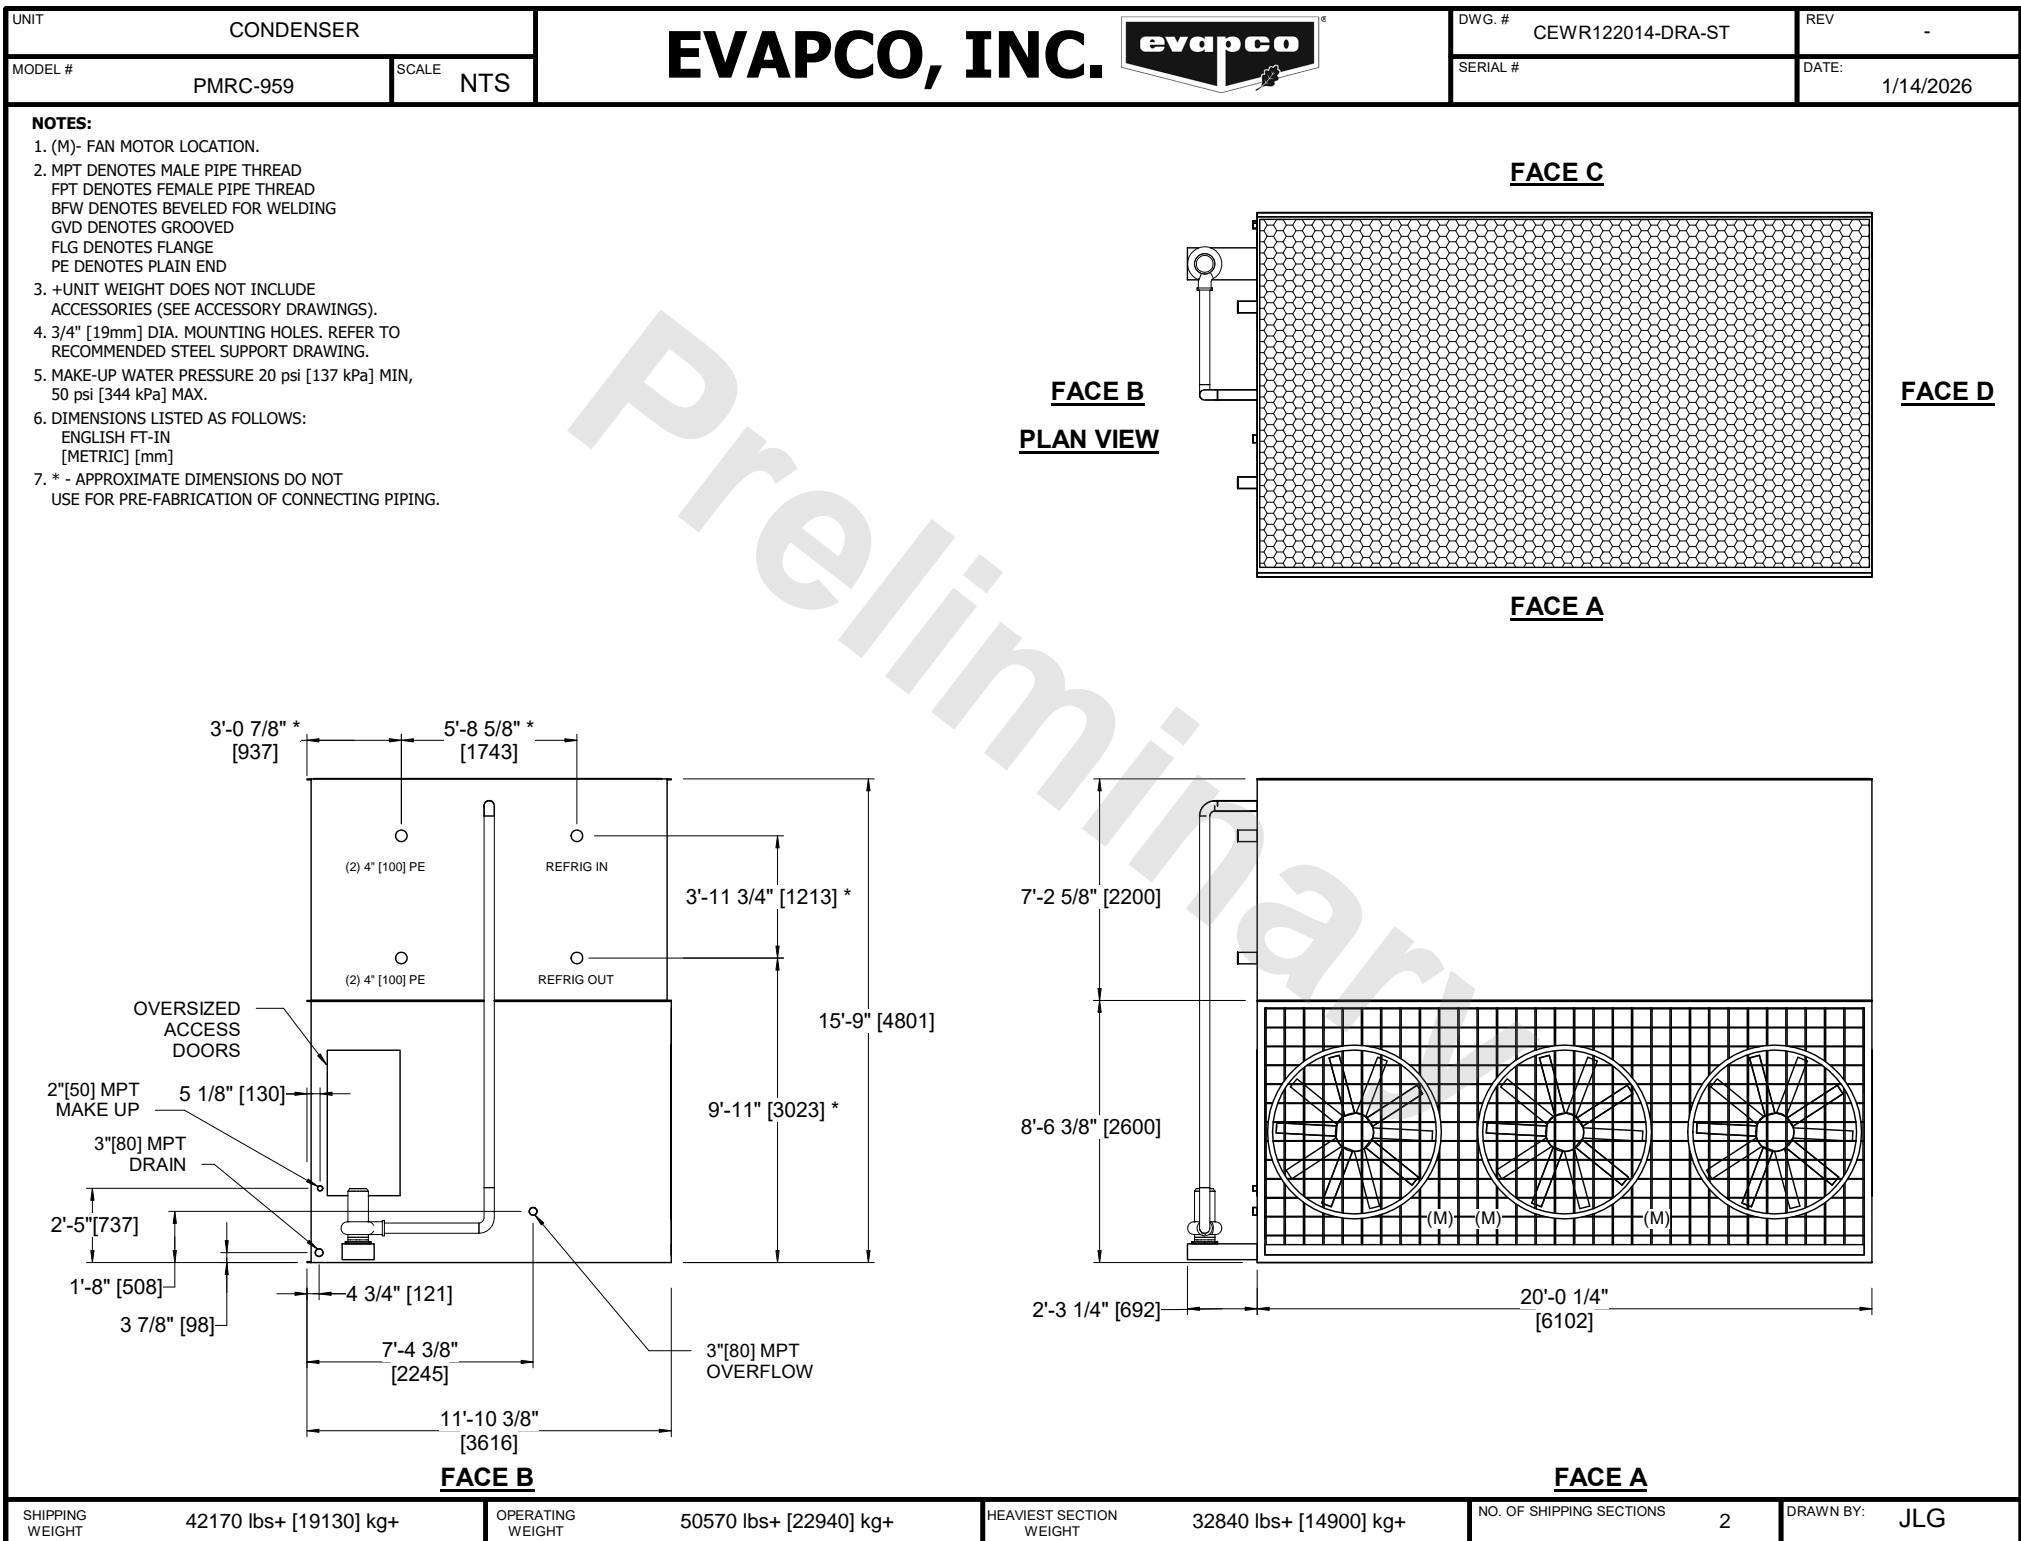 UNIT
CONDENSER
MODEL #
PMRC-959
SCALE
NTS
EVAPCO, INC.
evapco
®
DWG. #
CEWR122014-DRA-ST
REV
-
SERIAL #
DATE:
1/14/2026
NOTES:
1. (M)- FAN MOTOR LOCATION.
2. MPT DENOTES MALE PIPE THREAD
FPT DENOTES FEMALE PIPE THREAD
BFW DENOTES BEVELED FOR WELDING
GVD DENOTES GROOVED
FLG DENOTES FLANGE
PE DENOTES PLAIN END
3. +UNIT WEIGHT DOES NOT INCLUDE
ACCESSORIES (SEE ACCESSORY DRAWINGS).
4. 3/4" [19mm] DIA. MOUNTING HOLES. REFER TO
RECOMMENDED STEEL SUPPORT DRAWING.
5. MAKE-UP WATER PRESSURE 20 psi [137 kPa] MIN,
50 psi [344 kPa] MAX.
6. DIMENSIONS LISTED AS FOLLOWS:
ENGLISH FT-IN
[METRIC] [mm]
7. * - APPROXIMATE DIMENSIONS DO NOT
USE FOR PRE-FABRICATION OF CONNECTING PIPING.
Preliminary
FACE C
FACE B
PLAN VIEW
FACE D
FACE A
3'-0 7/8" *
[937]
5'-8 5/8" *
[1743]
(2) 4" [100] PE
REFRIG IN
3'-11 3/4" [1213] *
(2) 4" [100] PE
REFRIG OUT
OVERSIZED
ACCESS
DOORS
15'-9" [4801]
2"[50] MPT
MAKE UP
5 1/8" [130]
9'-11" [3023] *
3"[80] MPT
DRAIN
2'-5"[737]
1'-8" [508]
4 3/4" [121]
3 7/8" [98]
7'-4 3/8"
[2245]
3"[80] MPT
OVERFLOW
11'-10 3/8"
[3616]
FACE B
7'-2 5/8" [2200]
8'-6 3/8" [2600]
(M)
(M)
(M)
2'-3 1/4" [692]
20'-0 1/4"
[6102]
FACE A
SHIPPING
WEIGHT
42170 lbs+ [19130] kg+
OPERATING
WEIGHT
50570 lbs+ [22940] kg+
HEAVIEST SECTION
WEIGHT
32840 lbs+ [14900] kg+
NO. OF SHIPPING SECTIONS
2
DRAWN BY:
JLG